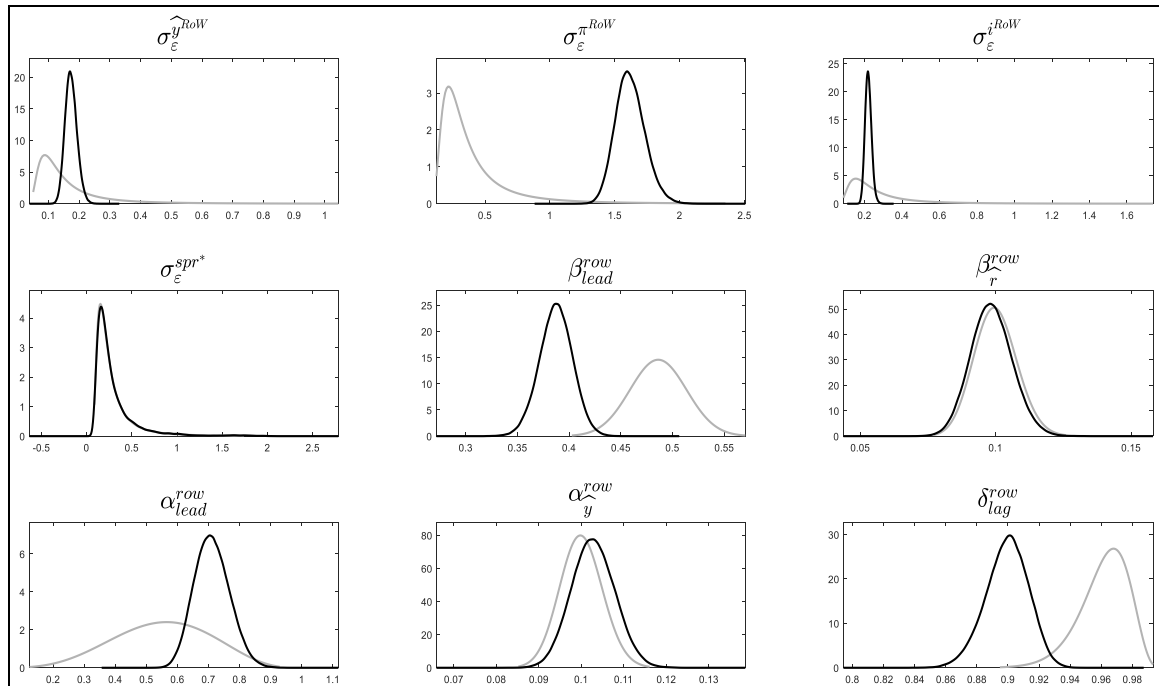 σ_ε^{\widehat{y}^{RoW}} σ_ε^{π^{RoW}} σ_ε^{i^{RoW}}
20 15 10 5 0
0.1 0.2 0.3 0.4 0.5 0.6 0.7 0.8 0.9 1
3 2 1 0
0.5 1 1.5 2 2.5
25 20 15 10 5 0
0.2 0.4 0.6 0.8 1 1.2 1.4 1.6
σ_ε^{spr*} β_{lead}^{row} β_{\widehat{r}}^{row}
4 3 2 1 0
-0.5 0 0.5 1 1.5 2 2.5
25 20 15 10 5 0
0.3 0.35 0.4 0.45 0.5 0.55
50 40 30 20 10 0
0.05 0.1 0.15
α_{lead}^{row} α_{\widehat{y}}^{row} δ_{lag}^{row}
6 4 2 0
0.2 0.3 0.4 0.5 0.6 0.7 0.8 0.9 1 1.1
80 60 40 20 0
0.07 0.08 0.09 0.1 0.11 0.12 0.13
30 20 10 0
0.8 0.82 0.84 0.86 0.88 0.9 0.92 0.94 0.96 0.98